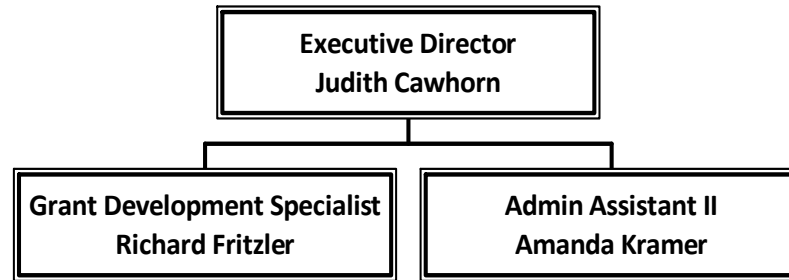 Executive Director
Judith Cawhorn
Grant Development Specialist
Richard Fritzler
Admin Assistant II
Amanda Kramer